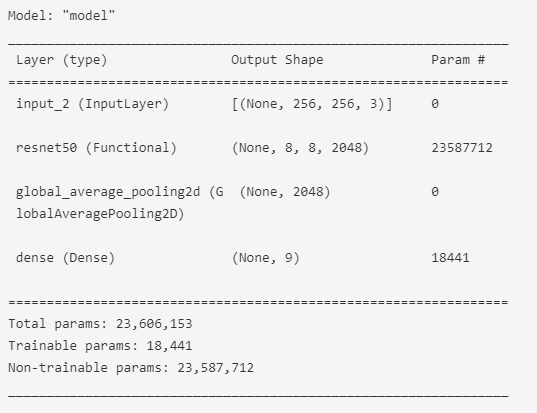 Model: "model"
_________________________________________________________________
Layer (type) Output Shape Param #
=================================================================
input_2 (InputLayer) [(None, 256, 256, 3)] 0
resnet50 (Functional) (None, 8, 8, 2048) 23587712
global_average_pooling2d (G (None, 2048) 0
lobalAveragePooling2D)
dense (Dense) (None, 9) 18441
=================================================================
Total params: 23,606,153
Trainable params: 18,441
Non-trainable params: 23,587,712
_________________________________________________________________